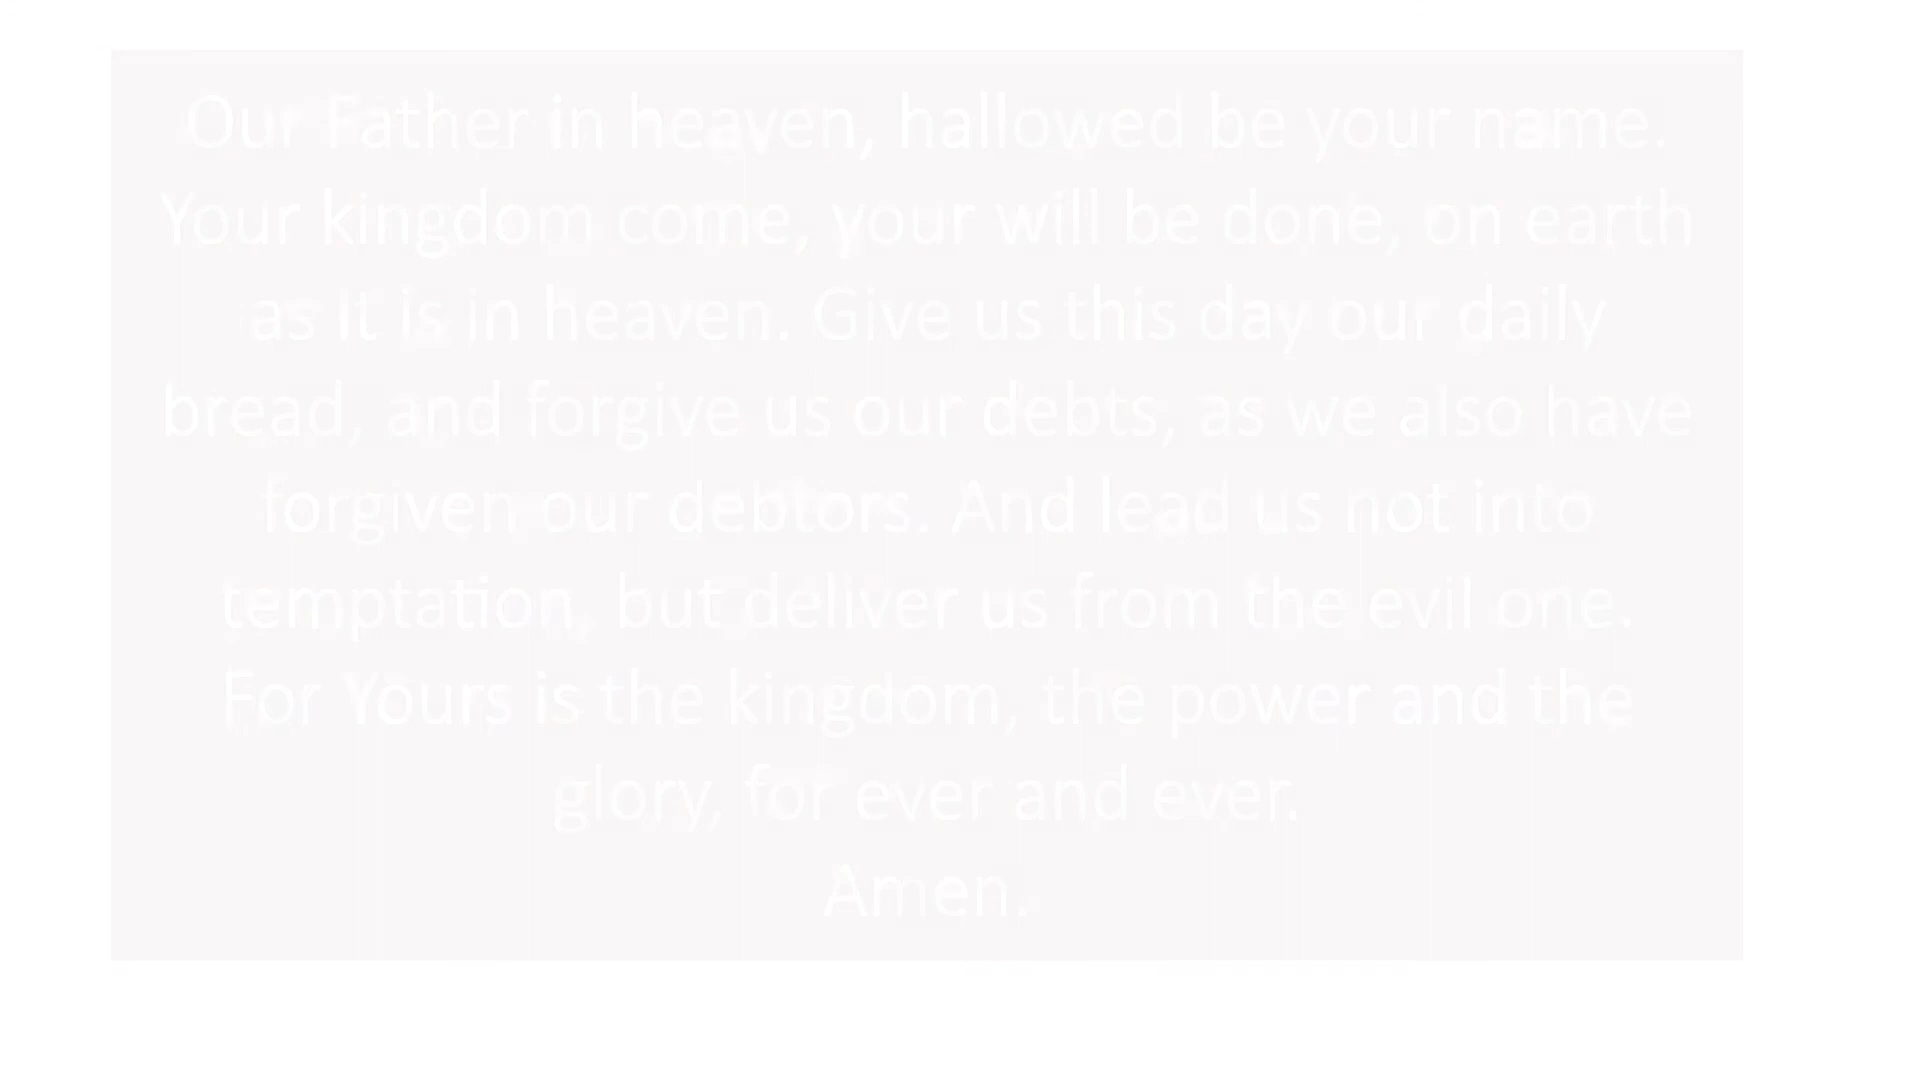 Our Father in heaven, hallowed be your name.
Your kingdom come, your will be done, on earth
as it is in heaven. Give us this day our daily
bread, and forgive us our debts, as we also have
forgiven our debtors. And lead us not into
temptation, but deliver us from the evil one.
For Yours is the kingdom, the power and the
glory, for ever and ever.
Amen.